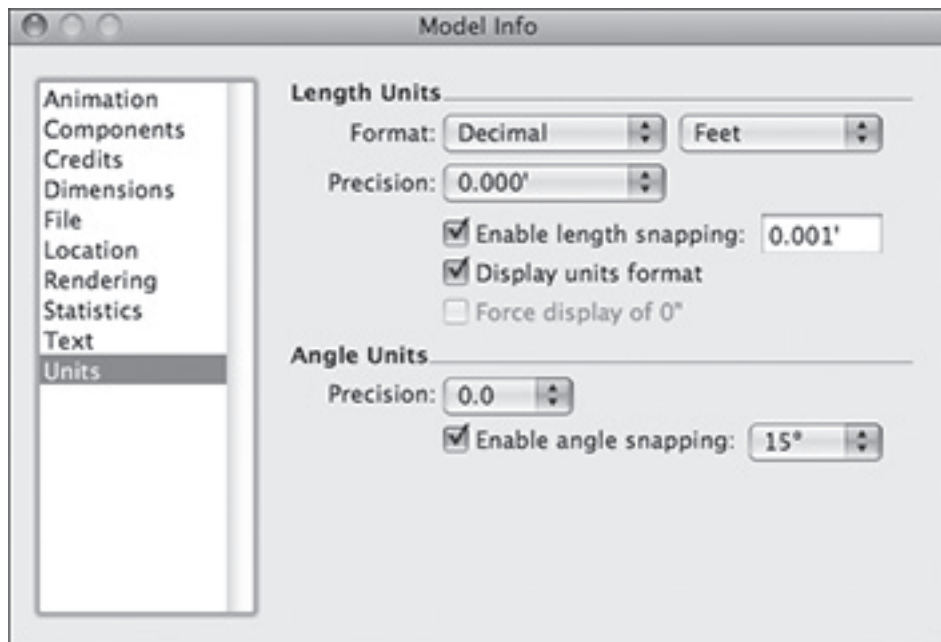 Model Info
Animation
Components
Credits
Dimensions
File
Location
Rendering
Statistics
Text
Units
Length Units
Format: Decimal Feet
Precision: 0.000'
Enable length snapping: 0.001'
Display units format
Force display of 0"
Angle Units
Precision: 0.0
Enable angle snapping: 15°